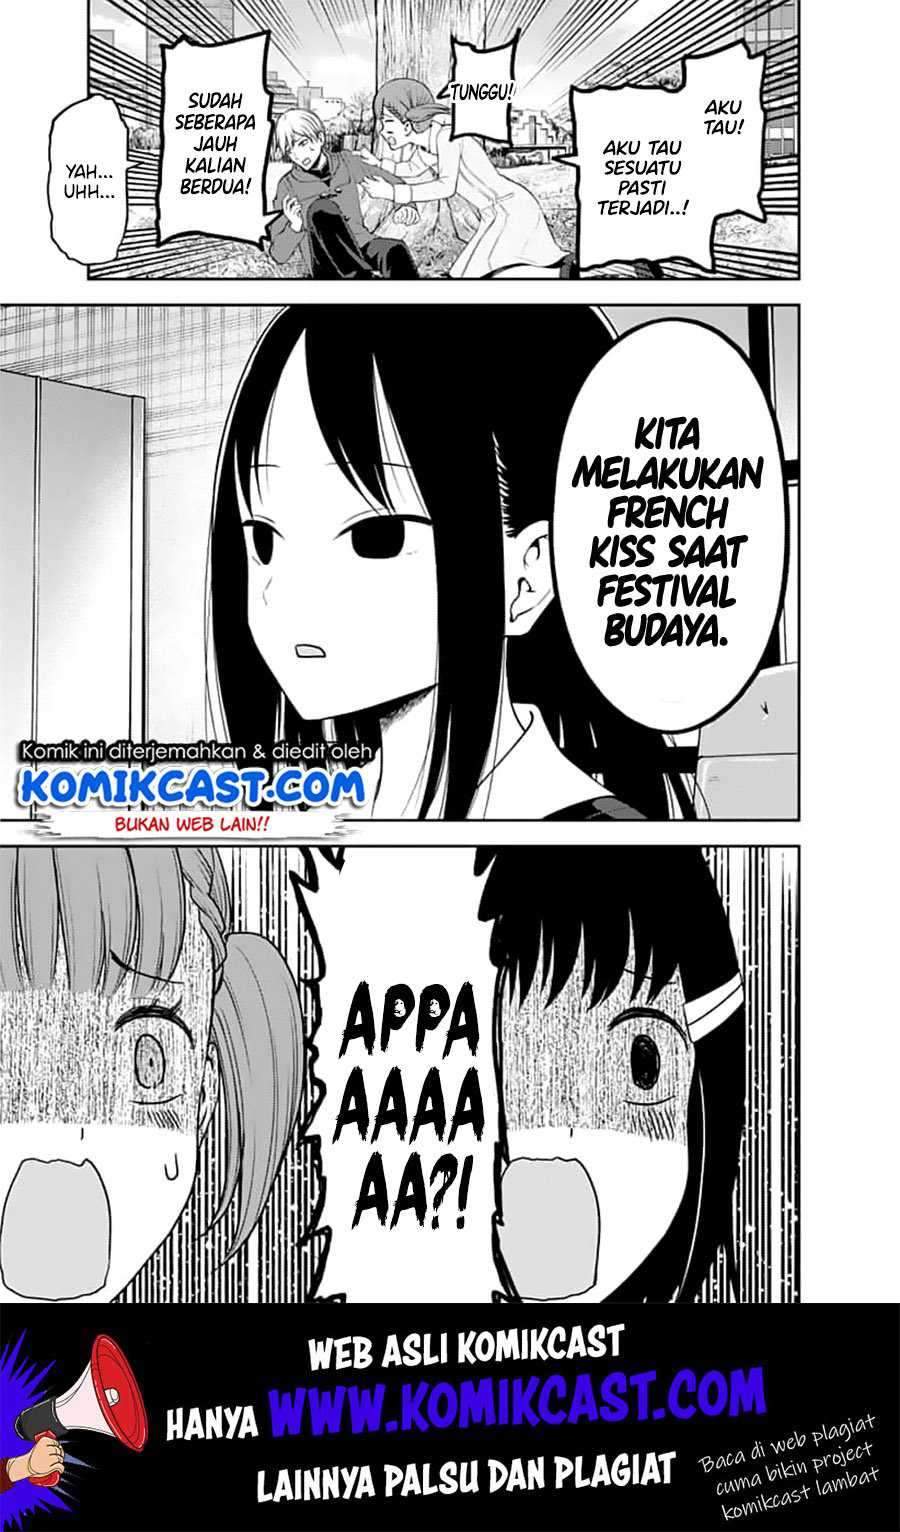 AKU
TAU!
AKU TAU
SESUATU
PASTI
TERJADI..!
TUNGGU!
SUDAH
SEBERAPA
JAUH
KALIAN
BERDUA!
YAH...
UHH...
KITA
MELAKUKAN
FRENCH
KISS SAAT
FESTIVAL
BUDAYA.
Komik ini diterjemahkan & diedit oleh
KOMIKCAST.COM
BUKAN WEB LAIN!!
APPA
AAAA
AA?!
WEB ASLI KOMIKCAST
HANYA WWW.KOMIKCAST.COM
LAINNYA PALSU DAN PLAGIAT
Baca di web plagiat
cuma bikin project
komikcast lambat